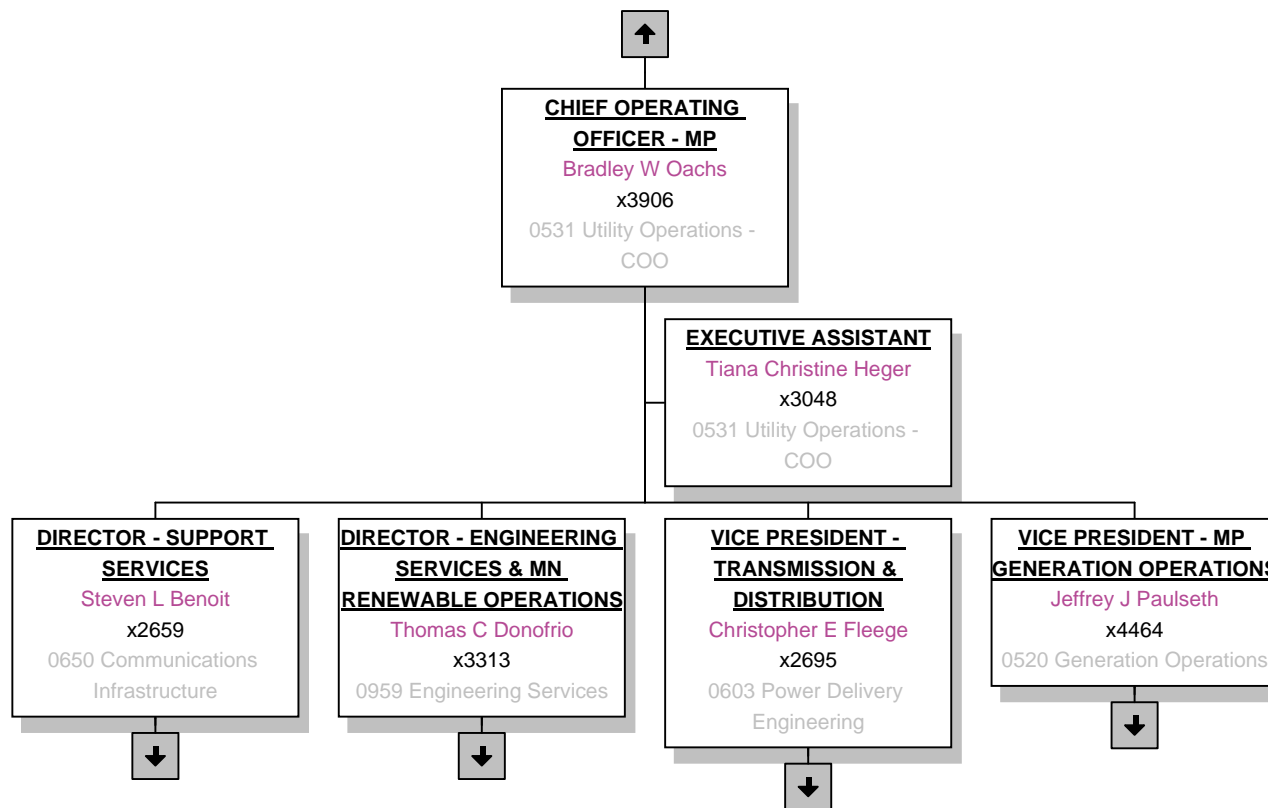 CHIEF OPERATING
OFFICER - MP
Bradley W Oachs
x3906
0531 Utility Operations -
COO
EXECUTIVE ASSISTANT
Tiana Christine Heger
x3048
0531 Utility Operations -
COO
DIRECTOR - SUPPORT
SERVICES
Steven L Benoit
x2659
0650 Communications
Infrastructure
DIRECTOR - ENGINEERING
SERVICES & MN
RENEWABLE OPERATIONS
Thomas C Donofrio
x3313
0959 Engineering Services
VICE PRESIDENT -
TRANSMISSION &
DISTRIBUTION
Christopher E Fleege
x2695
0603 Power Delivery
Engineering
VICE PRESIDENT - MP
GENERATION OPERATIONS
Jeffrey J Paulseth
x4464
0520 Generation Operations